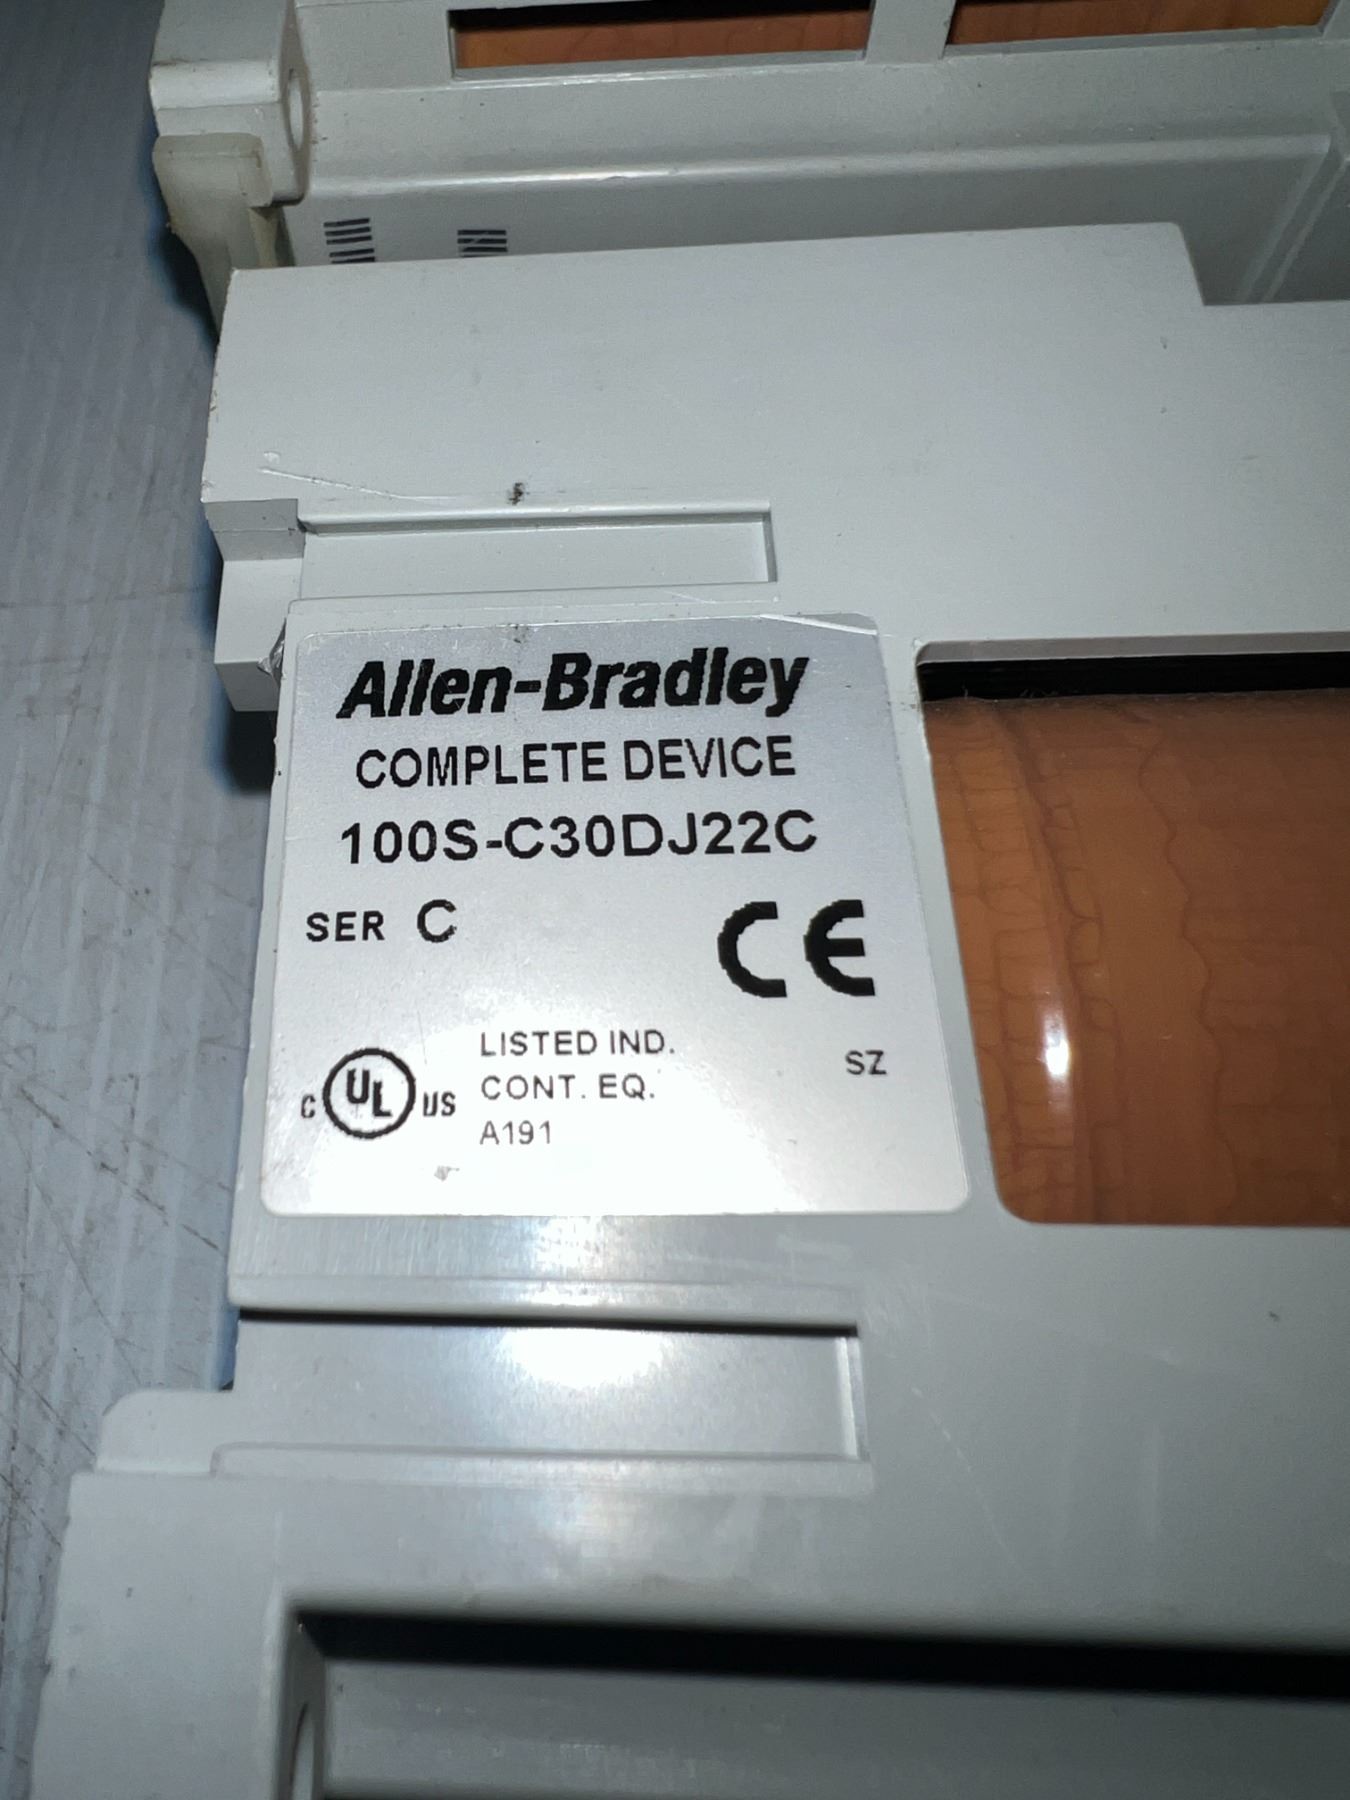 Allen-Bradley
COMPLETE DEVICE
100S-C30DJ22C
SER C
CE
C UL US
LISTED IND.
CONT. EQ.
A191
SZ